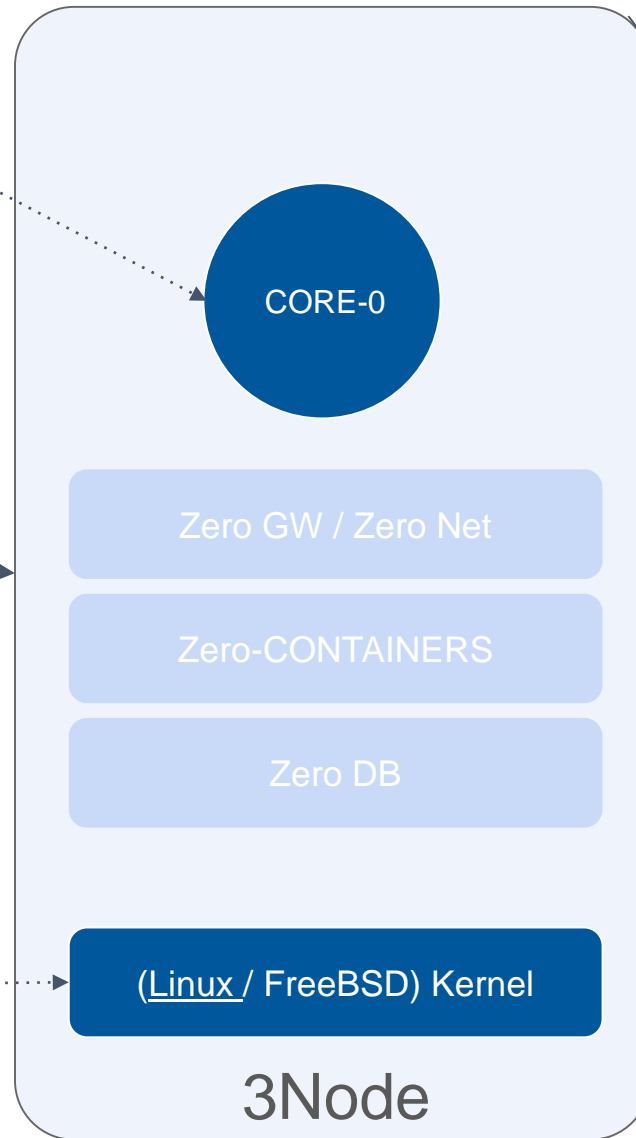 CORE-0
Zero GW / Zero Net
Zero-CONTAINERS
Zero DB
(Linux / FreeBSD) Kernel
3Node